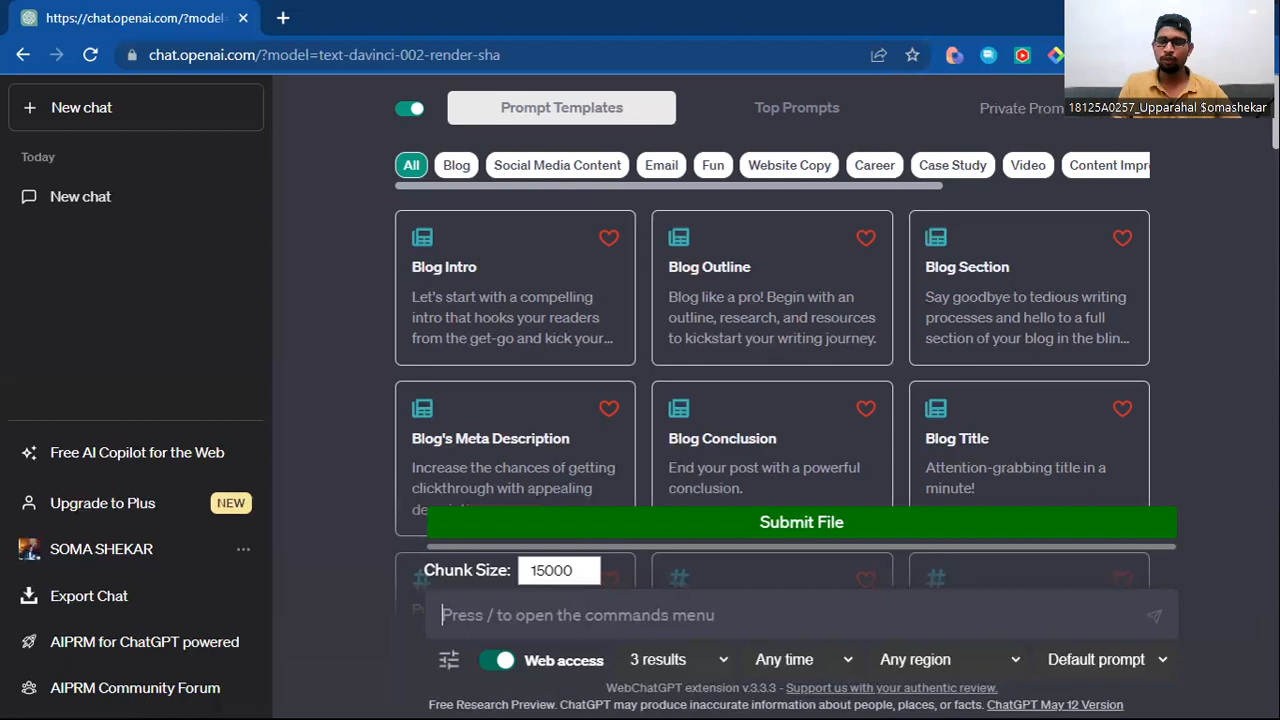 https://chat.openai.com/?model=
chat.openai.com/?model=text-davinci-002-render-sha
18125A0257_Upparahal Somashekar
New chat
Today
New chat
Free AI Copilot for the Web
Upgrade to Plus
NEW
SOMA SHEKAR
Export Chat
AIPRM for ChatGPT powered
AIPRM Community Forum
Prompt Templates
Top Prompts
Private Prom
All
Blog
Social Media Content
Email
Fun
Website Copy
Career
Case Study
Video
Content Impr
Blog Intro
Let's start with a compelling
intro that hooks your readers
from the get-go and kick your...
Blog Outline
Blog like a pro! Begin with an
outline, research, and resources
to kickstart your writing journey.
Blog Section
Say goodbye to tedious writing
processes and hello to a full
section of your blog in the blin...
Blog's Meta Description
Increase the chances of getting
clickthrough with appealing
Blog Conclusion
End your post with a powerful
conclusion.
Blog Title
Attention-grabbing title in a
minute!
Submit File
Chunk Size:
15000
Press / to open the commands menu
Web access
3 results
Any time
Any region
Default prompt
WebChatGPT extension v.3.3.3 - Support us with your authentic review.
Free Research Preview. ChatGPT may produce inaccurate information about people, places, or facts. ChatGPT May 12 Version